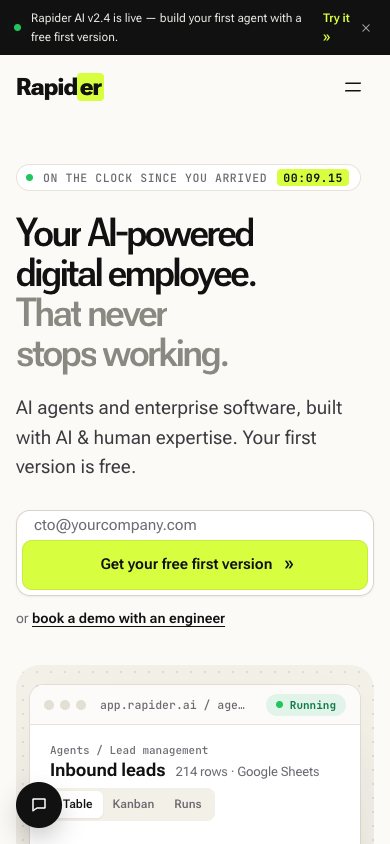 Rapider AI v2.4 is live — build your first agent with a
free first version.
Try it
»
Rapider
ON THE CLOCK SINCE YOU ARRIVED 00:09.15
Your AI-powered
digital employee.
That never
stops working.
AI agents and enterprise software, built
with AI & human expertise. Your first
version is free.
cto@yourcompany.com
Get your free first version »
or book a demo with an engineer
app.rapider.ai / age…
Running
Agents / Lead management
Inbound leads 214 rows · Google Sheets
Table Kanban Runs